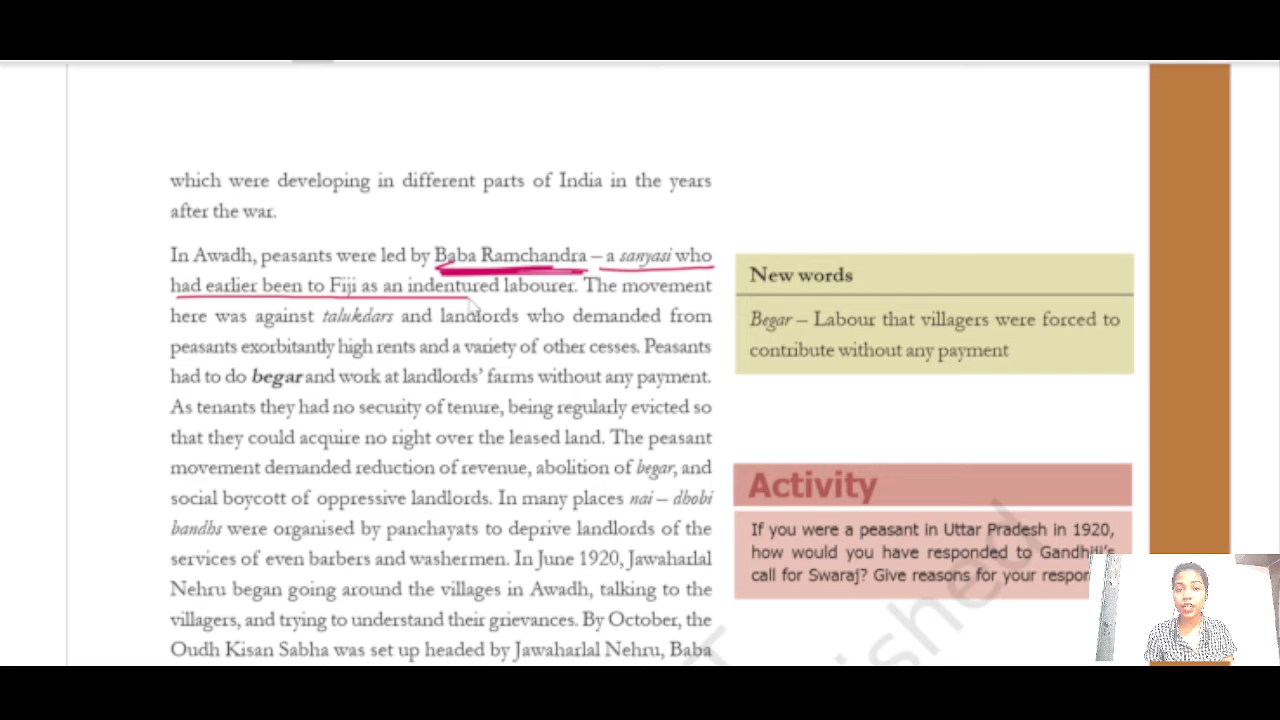 which were developing in different parts of India in the years
after the war.
In Awadh, peasants were led by Baba Ramchandra – a sanyasi who
had earlier been to Fiji as an indentured labourer. The movement
here was against talukdars and landlords who demanded from
peasants exorbitantly high rents and a variety of other cesses. Peasants
had to do begar and work at landlords' farms without any payment.
As tenants they had no security of tenure, being regularly evicted so
that they could acquire no right over the leased land. The peasant
movement demanded reduction of revenue, abolition of begar, and
social boycott of oppressive landlords. In many places nai – dhobi
bandhs were organised by panchayats to deprive landlords of the
services of even barbers and washermen. In June 1920, Jawaharlal
Nehru began going around the villages in Awadh, talking to the
villagers, and trying to understand their grievances. By October, the
Oudh Kisan Sabha was set up headed by Jawaharlal Nehru, Baba
New words
Begar – Labour that villagers were forced to
contribute without any payment
Activity
If you were a peasant in Uttar Pradesh in 1920,
how would you have responded to Gandhiji's
call for Swaraj? Give reasons for your respon